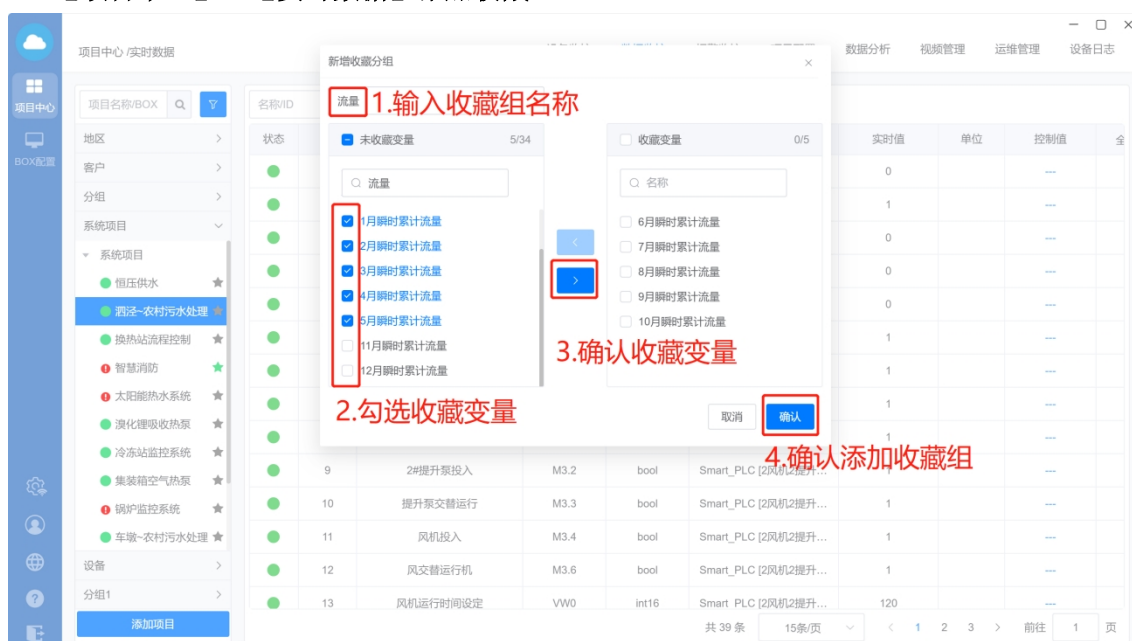 项目中心 /实时数据
数据分析 视频管理 运维管理 设备日志
新增收藏分组 ×
项目中心
BOX配置
项目名称/BOX
名称/ID
流量
1.输入收藏组名称
地区
客户
分组
系统项目
系统项目
恒压供水
泗泾~农村污水处理
换热站流程控制
智慧消防
太阳能热水系统
溴化锂吸收热泵
冷冻站监控系统
集装箱空气热泵
锅炉监控系统
车墩~农村污水处理
设备
分组1
添加项目
状态
未收藏变量 5/34
流量
1月瞬时累计流量
2月瞬时累计流量
3月瞬时累计流量
4月瞬时累计流量
5月瞬时累计流量
11月瞬时累计流量
12月瞬时累计流量
2.勾选收藏变量
收藏变量 0/5
名称
6月瞬时累计流量
7月瞬时累计流量
8月瞬时累计流量
9月瞬时累计流量
10月瞬时累计流量
3.确认收藏变量
取消 确认
4.确认添加收藏组
实时值 单位 控制值
0 ---
1 ---
0 ---
0 ---
0 ---
1 ---
1 ---
1 ---
1 ---
9 2#提升泵投入 M3.2 bool Smart_PLC [2风机2提升... 1 ---
10 提升泵交替运行 M3.3 bool Smart_PLC [2风机2提升... 1 ---
11 风机投入 M3.4 bool Smart_PLC [2风机2提升... 1 ---
12 风交替运行机 M3.6 bool Smart_PLC [2风机2提升... 1 ---
13 风机运行时间设定 VW0 int16 Smart_PLC [2风机2提升... 120 ---
共 39 条 15条/页 < 1 2 3 > 前往 1 页